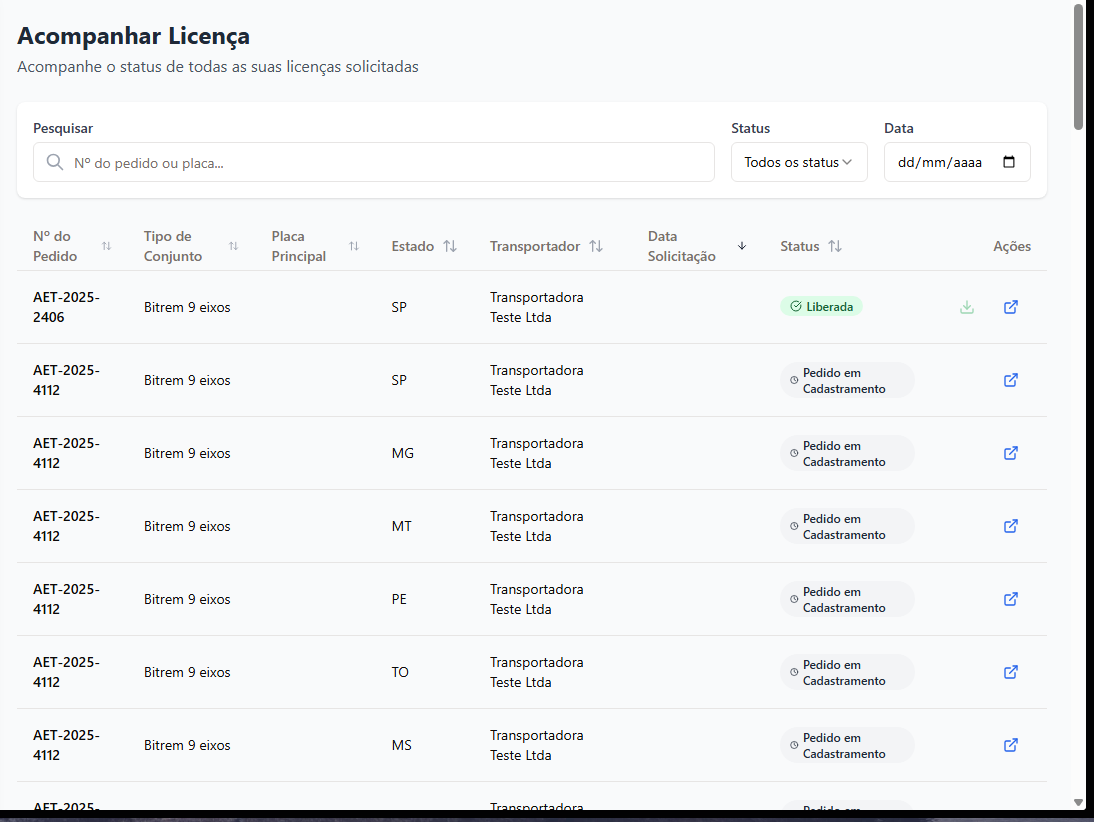 Acompanhar Licença
Acompanhe o status de todas as suas licenças solicitadas
Pesquisar
Status
Data
Nº do pedido ou placa...
Todos os status
dd/mm/aaaa
Nº do
Pedido
Tipo de
Conjunto
Placa
Principal
Estado
Transportador
Data
Solicitação
Status
Ações
AET-2025-
2406
Bitrem 9 eixos
SP
Transportadora
Teste Ltda
Liberada
AET-2025-
4112
Bitrem 9 eixos
SP
Transportadora
Teste Ltda
Pedido em
Cadastramento
AET-2025-
4112
Bitrem 9 eixos
MG
Transportadora
Teste Ltda
Pedido em
Cadastramento
AET-2025-
4112
Bitrem 9 eixos
MT
Transportadora
Teste Ltda
Pedido em
Cadastramento
AET-2025-
4112
Bitrem 9 eixos
PE
Transportadora
Teste Ltda
Pedido em
Cadastramento
AET-2025-
4112
Bitrem 9 eixos
TO
Transportadora
Teste Ltda
Pedido em
Cadastramento
AET-2025-
4112
Bitrem 9 eixos
MS
Transportadora
Teste Ltda
Pedido em
Cadastramento
AET-2025-
Transportadora
Pedido em